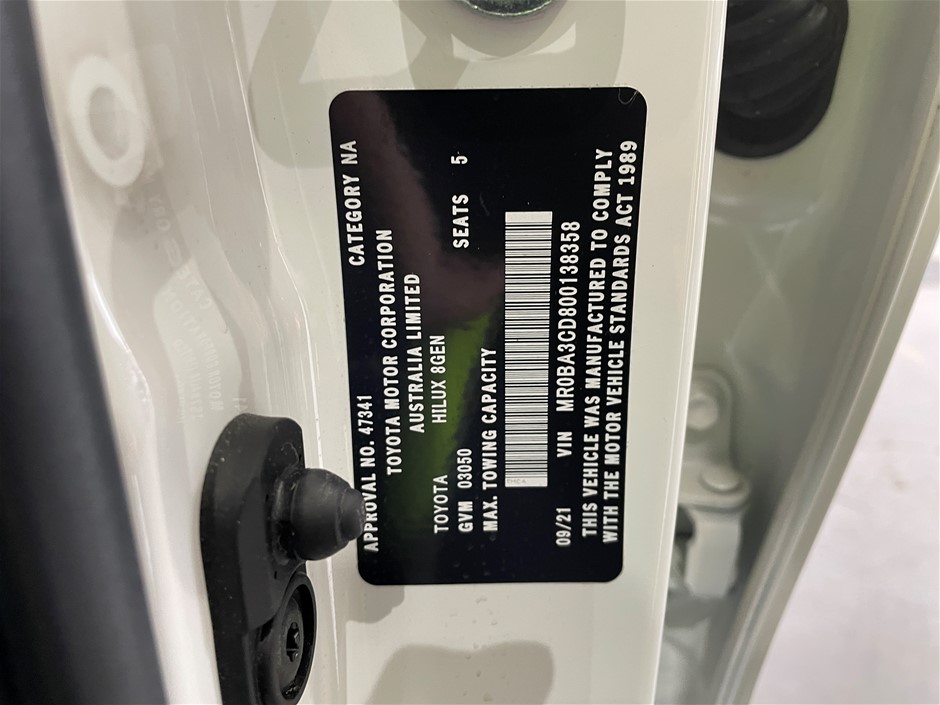 APPROVAL NO. 47341 CATEGORY NA
TOYOTA MOTOR CORPORATION
AUSTRALIA LIMITED
TOYOTA HILUX 8GEN
GVM 03050 SEATS 5
MAX. TOWING CAPACITY
09/21 VIN MR0BA3CD800138358
THIS VEHICLE WAS MANUFACTURED TO COMPLY
WITH THE MOTOR VEHICLE STANDARDS ACT 1989